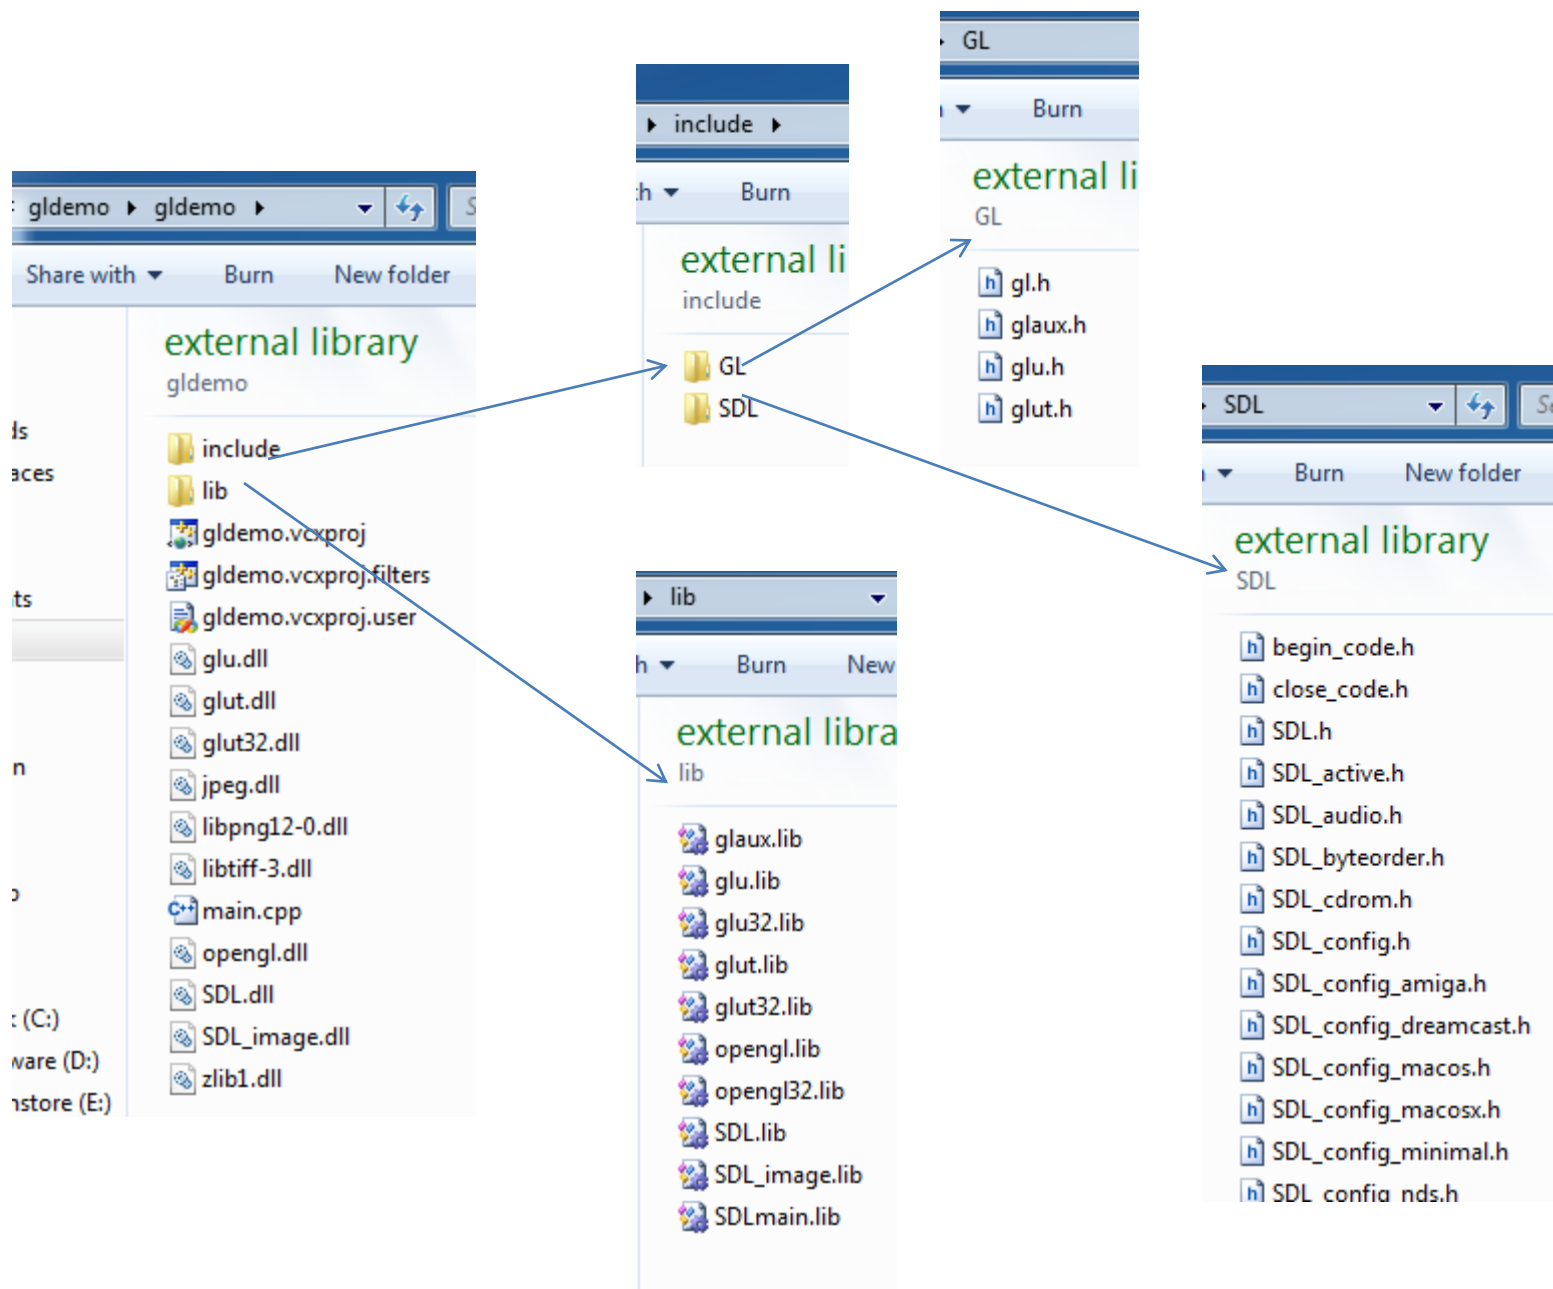 gldemo gldemo
Share with Burn New folder
external library
gldemo
include
lib
gldemo.vcxproj
gldemo.vcxproj.filters
gldemo.vcxproj.user
glu.dll
glut.dll
glut32.dll
jpeg.dll
libpng12-0.dll
libtiff-3.dll
main.cpp
opengl.dll
SDL.dll
SDL_image.dll
zlib1.dll
ds
aces
ts
n
(C:)
ware (D:)
nstore (E:)
include
h Burn
external li
include
GL
SDL
GL
Burn
external li
GL
gl.h
glaux.h
glu.h
glut.h
lib
h Burn New
external libra
lib
glaux.lib
glu.lib
glu32.lib
glut.lib
glut32.lib
opengl.lib
opengl32.lib
SDL.lib
SDL_image.lib
SDLmain.lib
SDL
Burn New folder
external library
SDL
begin_code.h
close_code.h
SDL.h
SDL_active.h
SDL_audio.h
SDL_byteorder.h
SDL_cdrom.h
SDL_config.h
SDL_config_amiga.h
SDL_config_dreamcast.h
SDL_config_macos.h
SDL_config_macosx.h
SDL_config_minimal.h
SDL_config_nds.h